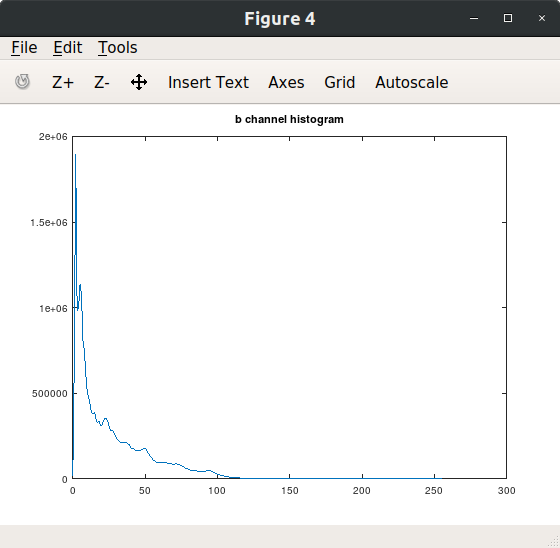 Figure 4
File Edit Tools
Z+ Z- Insert Text Axes Grid Autoscale
b channel histogram
2e+06
1.5e+06
1e+06
500000
0
0 50 100 150 200 250 300